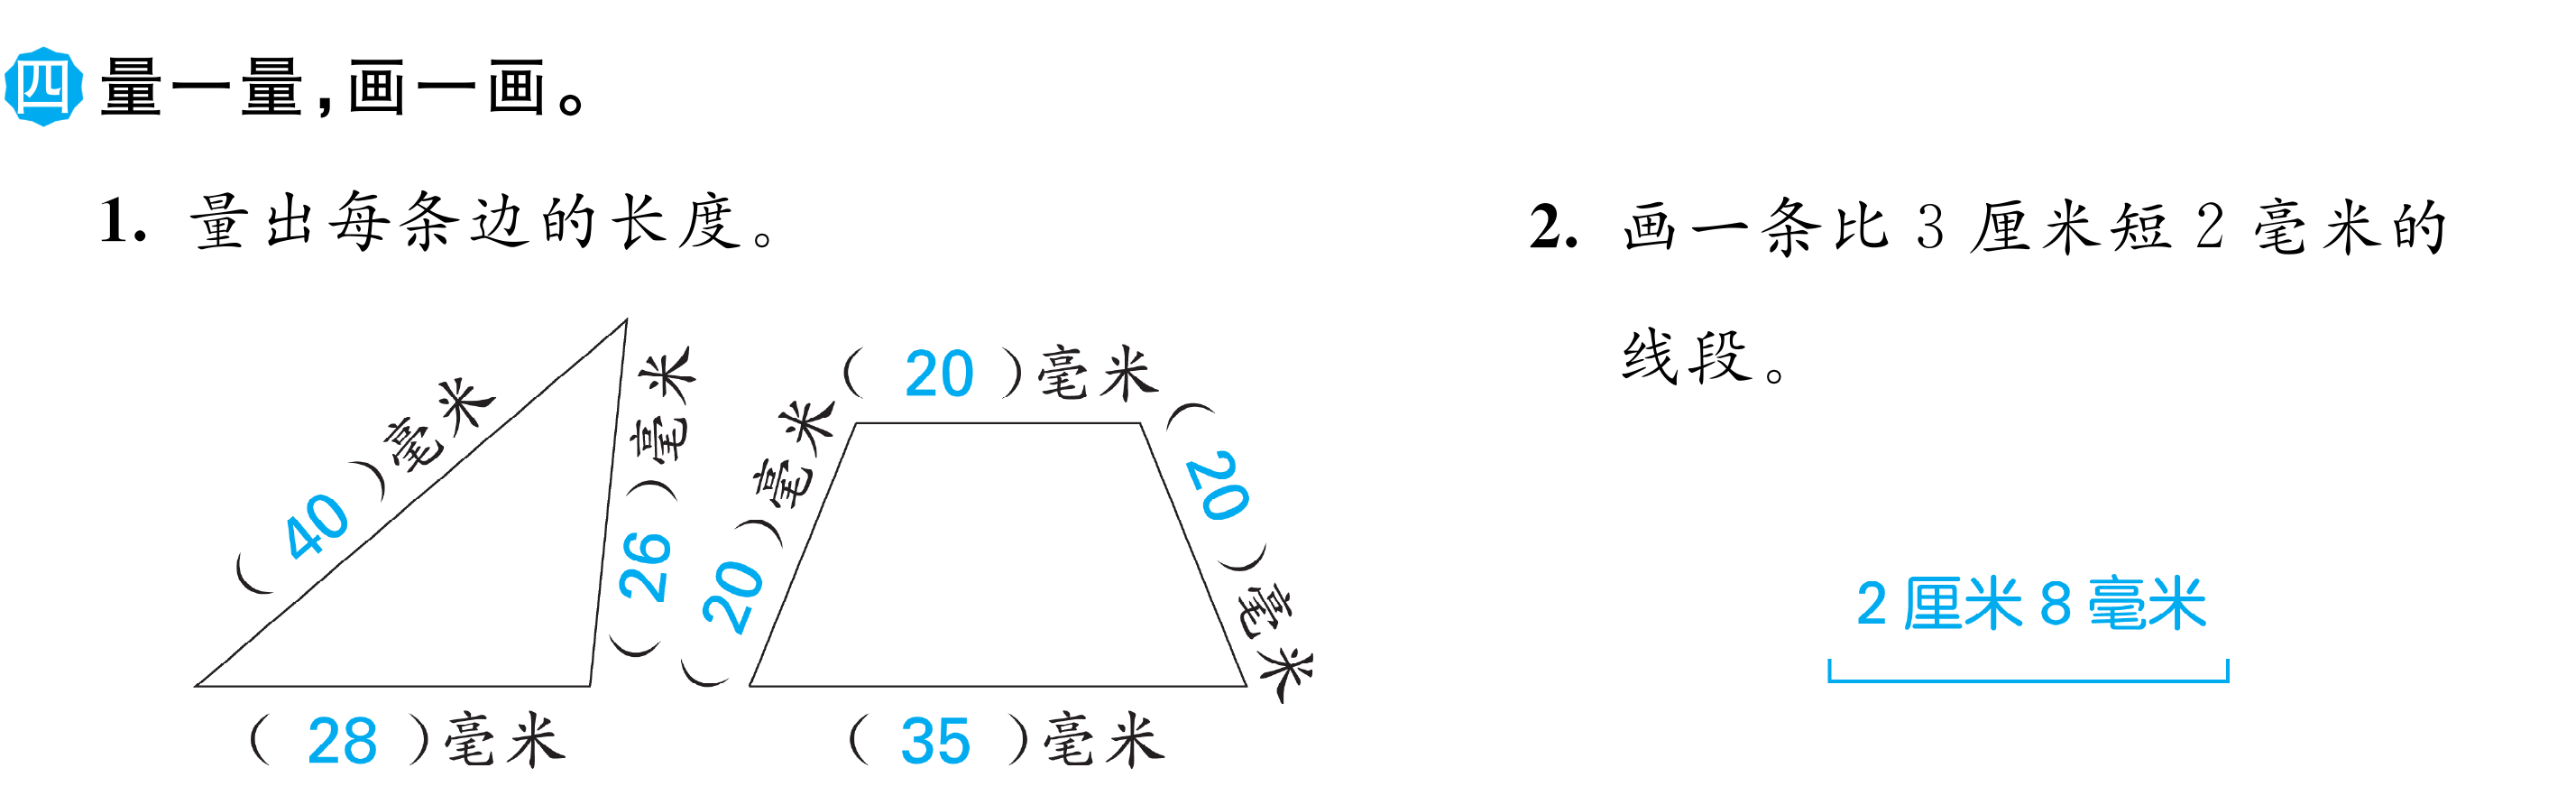 四 量一量,画一画。
1. 量出每条边的长度。
( 40 )毫米
( 26 )毫米
( 28 )毫米
( 20 )毫米
( 20 )毫米
( 20 )毫米
( 35 )毫米
2. 画一条比 3 厘米短 2 毫米的
线段。
2 厘米 8 毫米